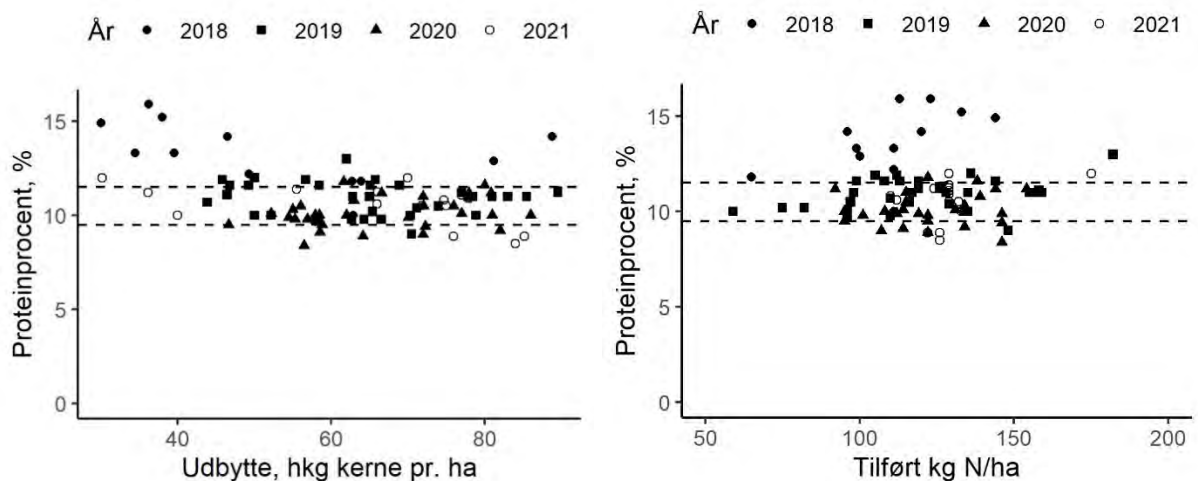 År 2018 2019 2020 2021
Proteinprocent, %
15
10
5
0
40 60 80
Udbytte, hkg kerne pr. ha
År 2018 2019 2020 2021
Proteinprocent, %
15
10
5
0
50 100 150 200
Tilført kg N/ha